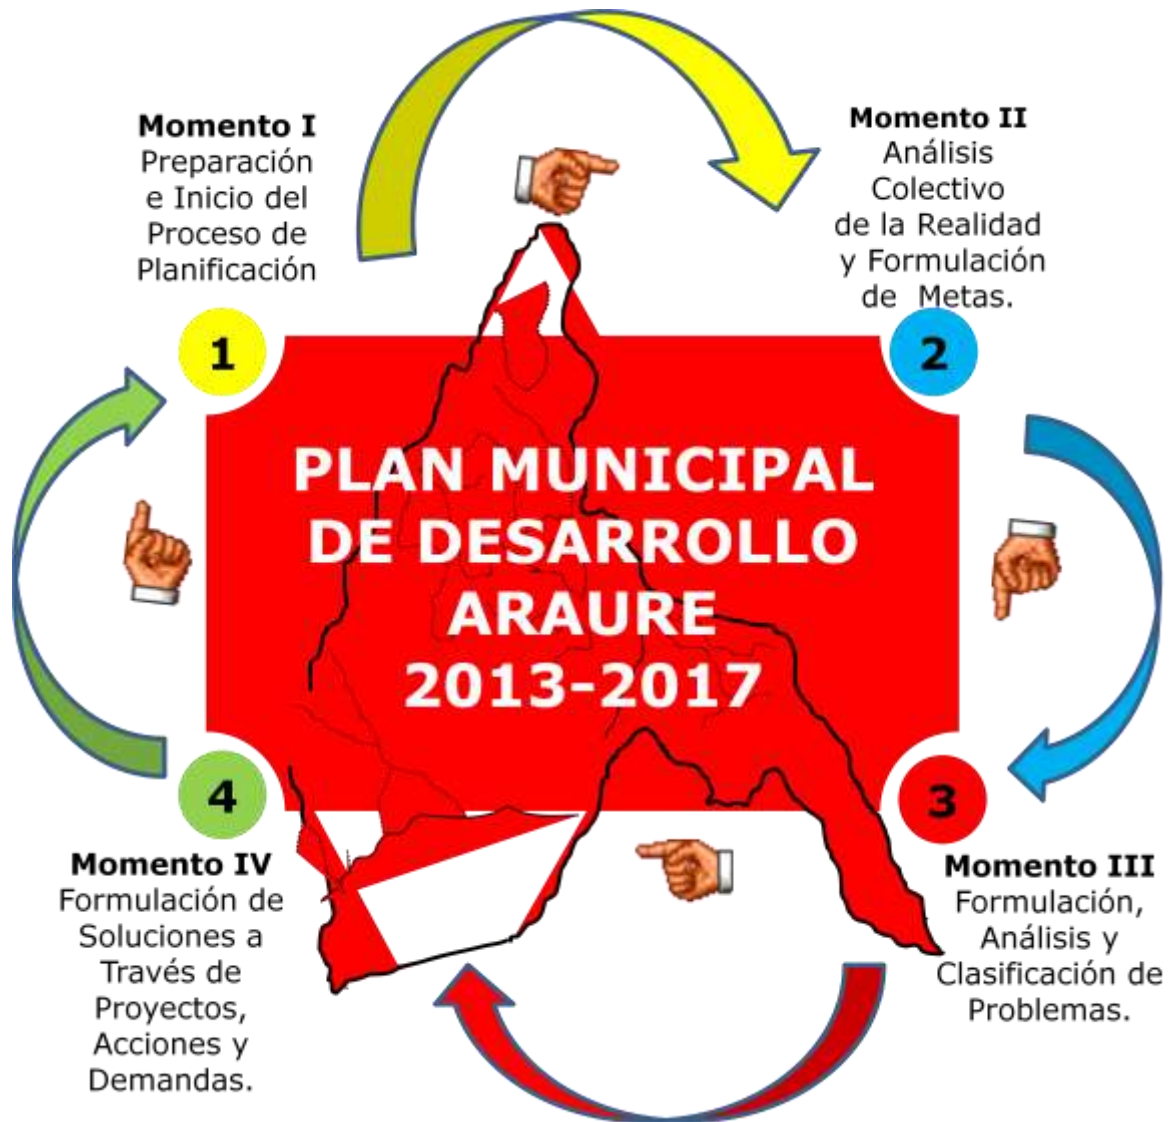 Momento I
Preparación
e Inicio del
Proceso de
Planificación
1
Momento II
Análisis
Colectivo
de la Realidad
y Formulación
de Metas.
2
PLAN MUNICIPAL
DE DESARROLLO
ARAURE
2013-2017
3
Momento III
Formulación,
Análisis y
Clasificación de
Problemas.
4
Momento IV
Formulación de
Soluciones a
Través de
Proyectos,
Acciones y
Demandas.